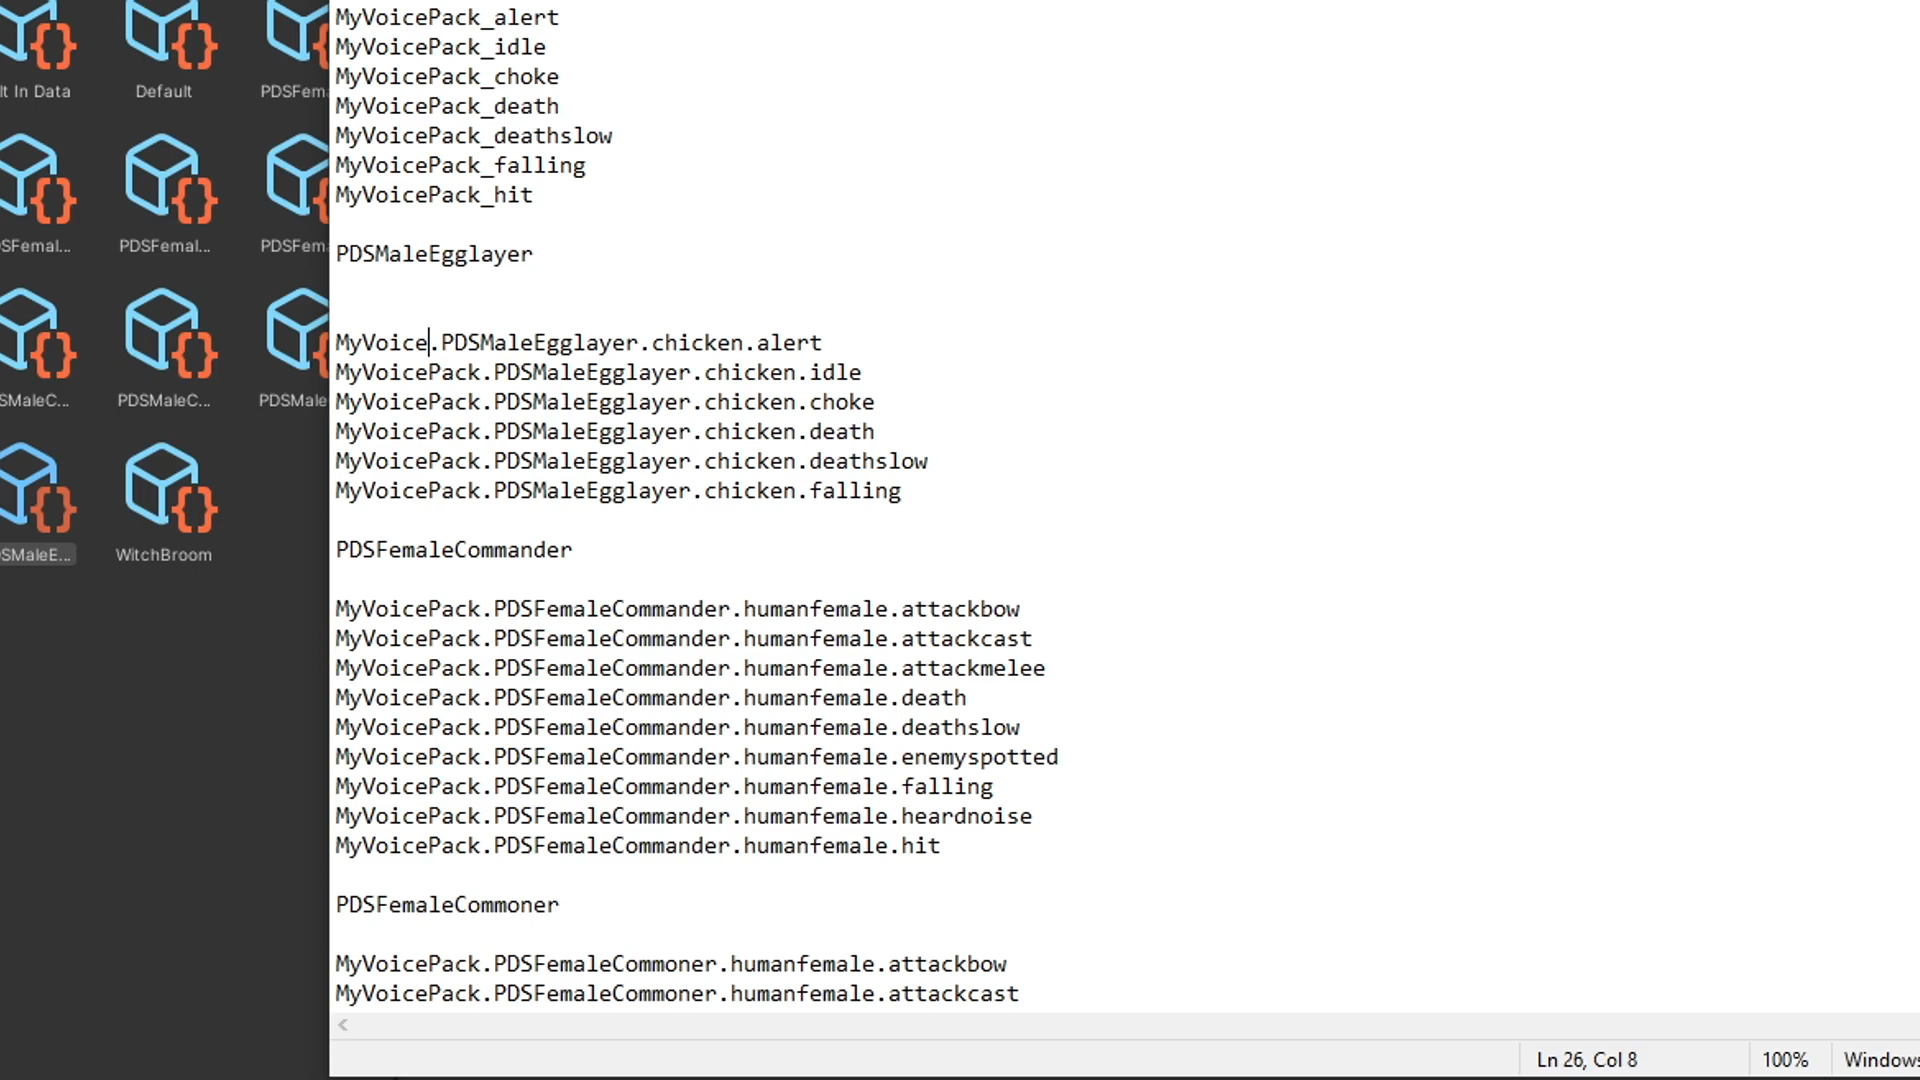 lt In Data
Default
PDSFem
SFemal...
PDSFemal...
PDSFem
SMaleC...
PDSMaleC...
PDSMale
SMaleE...
WitchBroom
MyVoicePack_alert
MyVoicePack_idle
MyVoicePack_choke
MyVoicePack_death
MyVoicePack_deathslow
MyVoicePack_falling
MyVoicePack_hit
PDSMaleEgglayer
MyVoice.PDSMaleEgglayer.chicken.alert
MyVoicePack.PDSMaleEgglayer.chicken.idle
MyVoicePack.PDSMaleEgglayer.chicken.choke
MyVoicePack.PDSMaleEgglayer.chicken.death
MyVoicePack.PDSMaleEgglayer.chicken.deathslow
MyVoicePack.PDSMaleEgglayer.chicken.falling
PDSFemaleCommander
MyVoicePack.PDSFemaleCommander.humanfemale.attackbow
MyVoicePack.PDSFemaleCommander.humanfemale.attackcast
MyVoicePack.PDSFemaleCommander.humanfemale.attackmelee
MyVoicePack.PDSFemaleCommander.humanfemale.death
MyVoicePack.PDSFemaleCommander.humanfemale.deathslow
MyVoicePack.PDSFemaleCommander.humanfemale.enemyspotted
MyVoicePack.PDSFemaleCommander.humanfemale.falling
MyVoicePack.PDSFemaleCommander.humanfemale.heardnoise
MyVoicePack.PDSFemaleCommander.humanfemale.hit
PDSFemaleCommoner
MyVoicePack.PDSFemaleCommoner.humanfemale.attackbow
MyVoicePack.PDSFemaleCommoner.humanfemale.attackcast
Ln 26, Col 8
100%
Windows